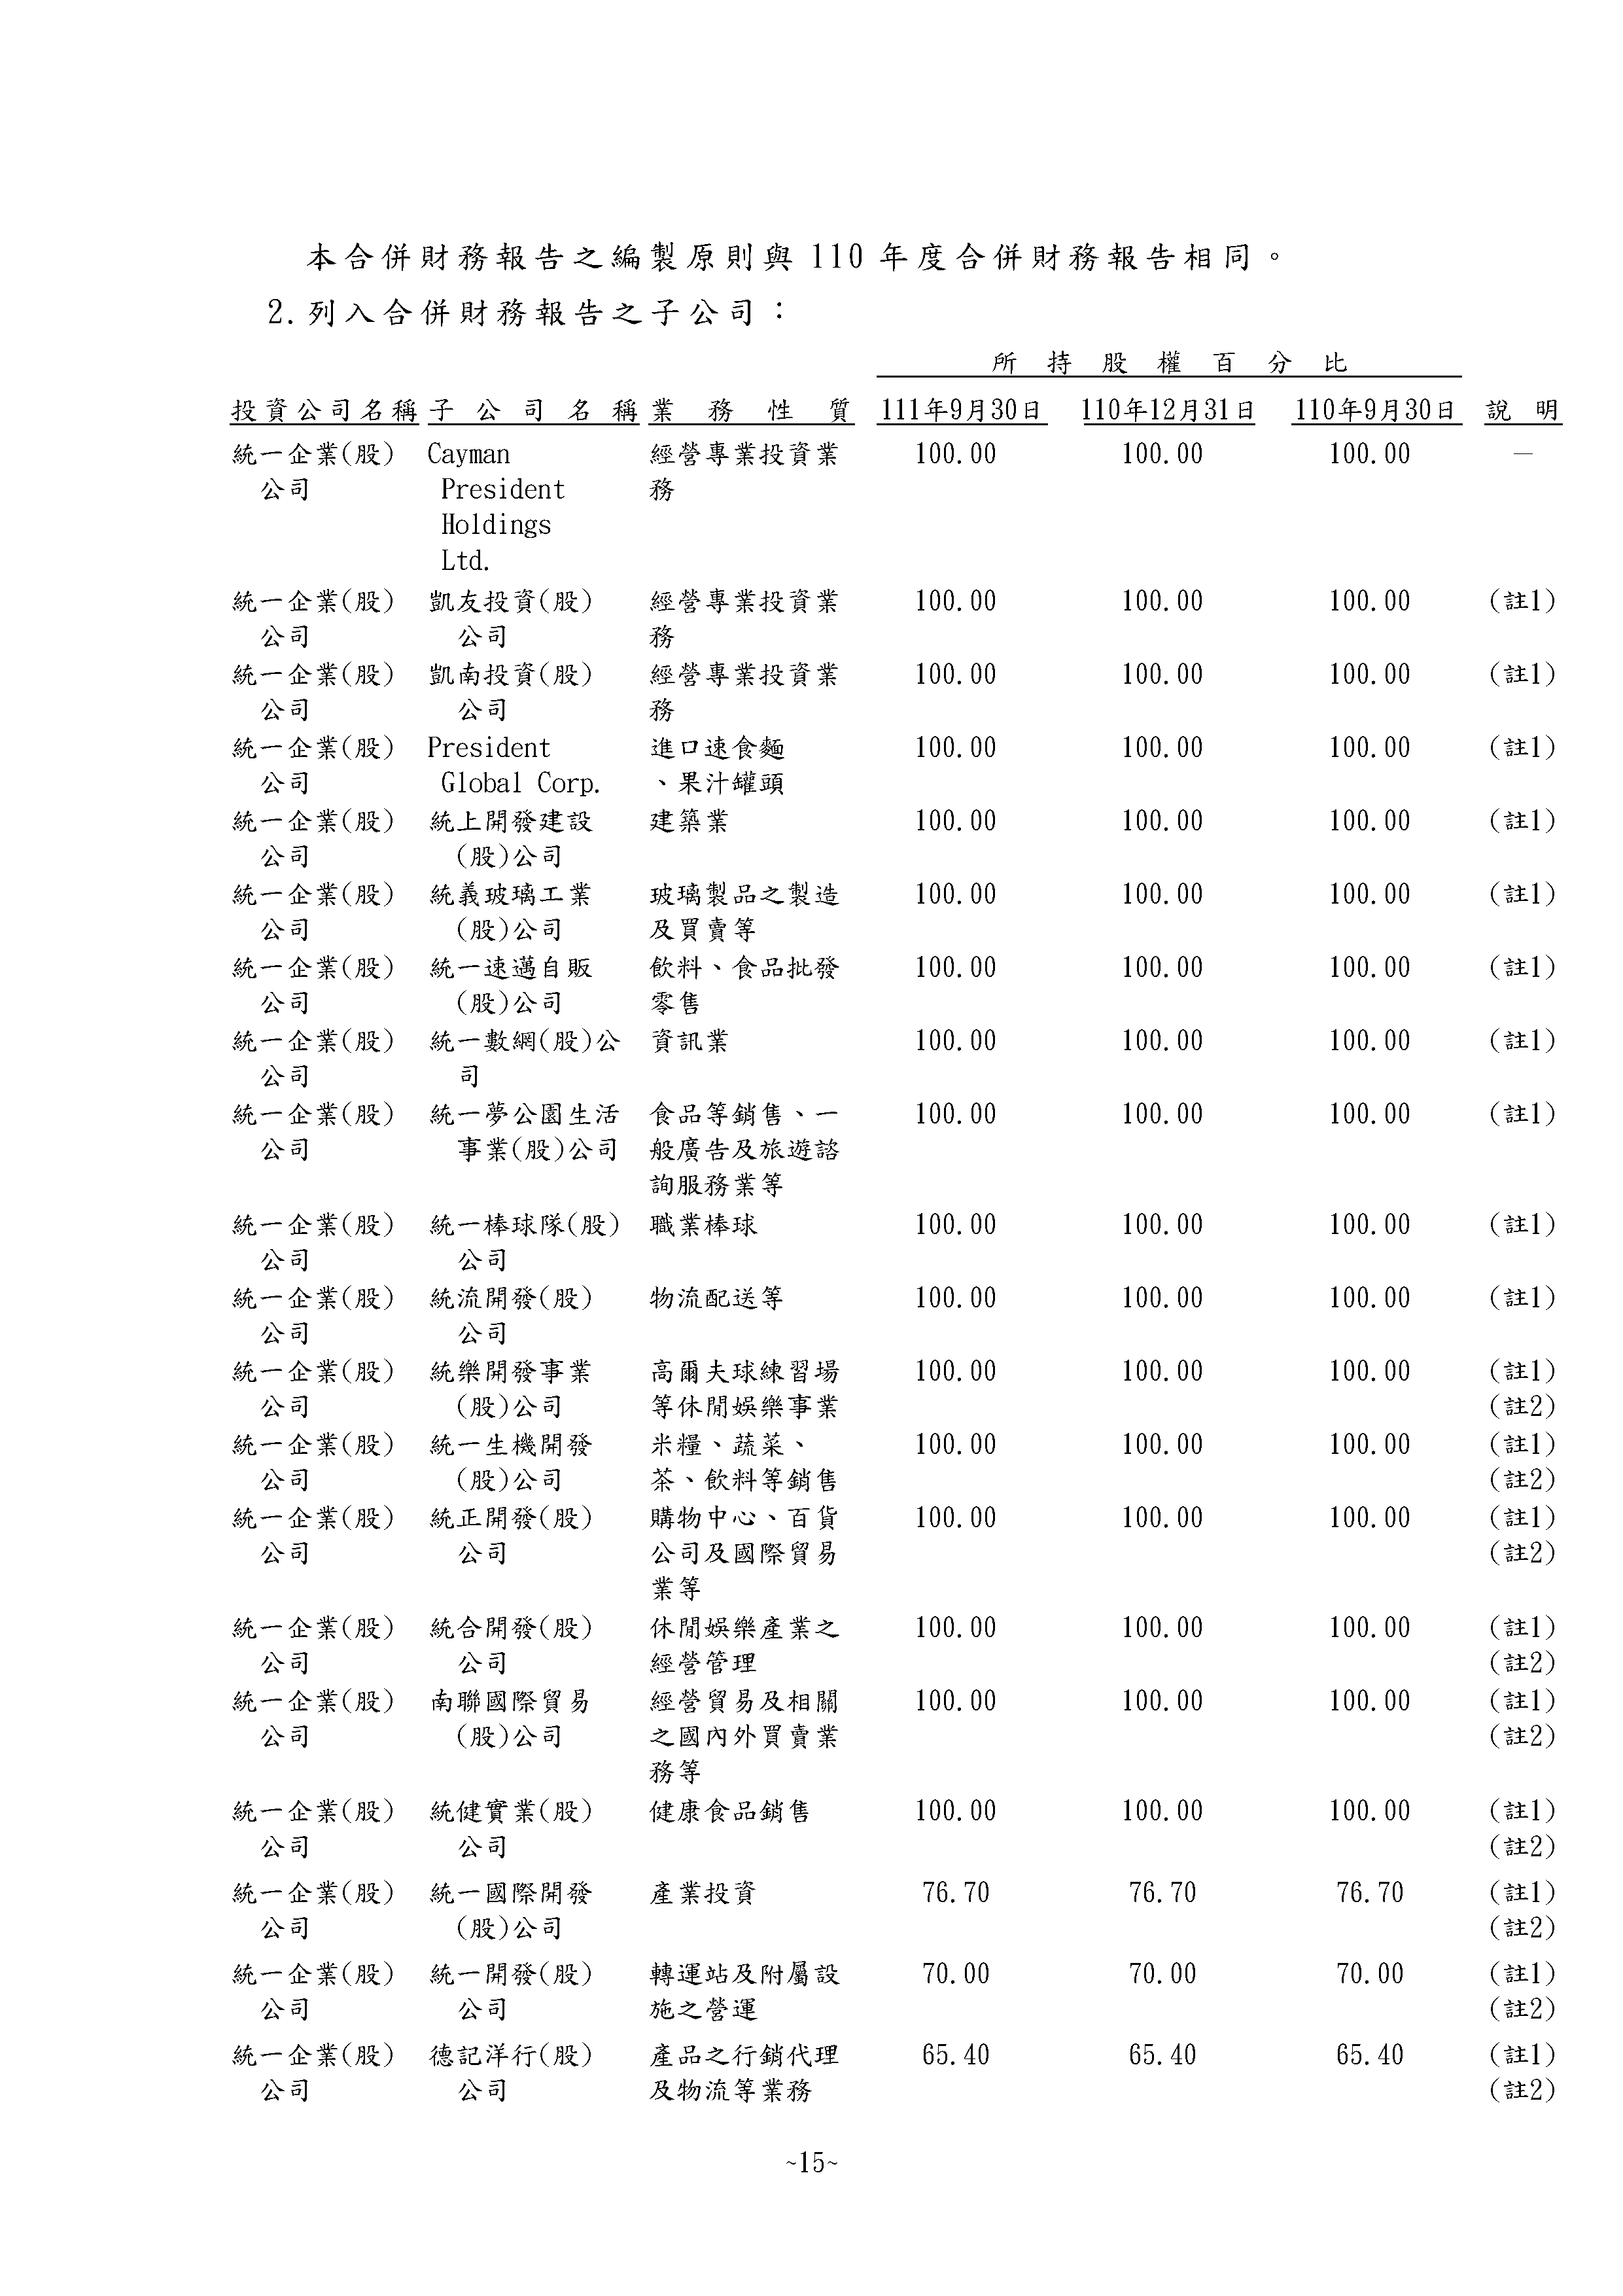 本合併財務報告之編製原則與 110 年度合併財務報告相同。
2. 列入合併財務報告之子公司：
所持股權百分比
投資公司名稱 子公司名稱 業務性質 111年9月30日 110年12月31日 110年9月30日 說明
統一企業(股) Cayman 經營專業投資業 100.00 100.00 100.00 —
公司 President 務
Holdings
Ltd.
統一企業(股) 凱友投資(股) 經營專業投資業 100.00 100.00 100.00 (註1)
公司 公司 務
統一企業(股) 凱南投資(股) 經營專業投資業 100.00 100.00 100.00 (註1)
公司 公司 務
統一企業(股) President 進口速食麵 100.00 100.00 100.00 (註1)
公司 Global Corp. 、果汁罐頭
統一企業(股) 統上開發建設 建築業 100.00 100.00 100.00 (註1)
公司 (股)公司
統一企業(股) 統義玻璃工業 玻璃製品之製造 100.00 100.00 100.00 (註1)
公司 (股)公司 及買賣等
統一企業(股) 統一速邁自販 飲料、食品批發 100.00 100.00 100.00 (註1)
公司 (股)公司 零售
統一企業(股) 統一數網(股)公 資訊業 100.00 100.00 100.00 (註1)
公司 司
統一企業(股) 統一夢公園生活 食品等銷售、一 100.00 100.00 100.00 (註1)
公司 事業(股)公司 般廣告及旅遊諮
詢服務業等
統一企業(股) 統一棒球隊(股) 職業棒球 100.00 100.00 100.00 (註1)
公司 公司
統一企業(股) 統流開發(股) 物流配送等 100.00 100.00 100.00 (註1)
公司 公司
統一企業(股) 統樂開發事業 高爾夫球練習場 100.00 100.00 100.00 (註1)
公司 (股)公司 等休閒娛樂事業 (註2)
統一企業(股) 統一生機開發 米糧、蔬菜、 100.00 100.00 100.00 (註1)
公司 (股)公司 茶、飲料等銷售 (註2)
統一企業(股) 統正開發(股) 購物中心、百貨 100.00 100.00 100.00 (註1)
公司 公司 公司及國際貿易 (註2)
業等
統一企業(股) 統合開發(股) 休閒娛樂產業之 100.00 100.00 100.00 (註1)
公司 公司 經營管理 (註2)
統一企業(股) 南聯國際貿易 經營貿易及相關 100.00 100.00 100.00 (註1)
公司 (股)公司 之國內外買賣業 (註2)
務等
統一企業(股) 統健實業(股) 健康食品銷售 100.00 100.00 100.00 (註1)
公司 公司 (註2)
統一企業(股) 統一國際開發 產業投資 76.70 76.70 76.70 (註1)
公司 (股)公司 (註2)
統一企業(股) 統一開發(股) 轉運站及附屬設 70.00 70.00 70.00 (註1)
公司 公司 施之營運 (註2)
統一企業(股) 德記洋行(股) 產品之行銷代理 65.40 65.40 65.40 (註1)
公司 公司 及物流等業務 (註2)
~15~